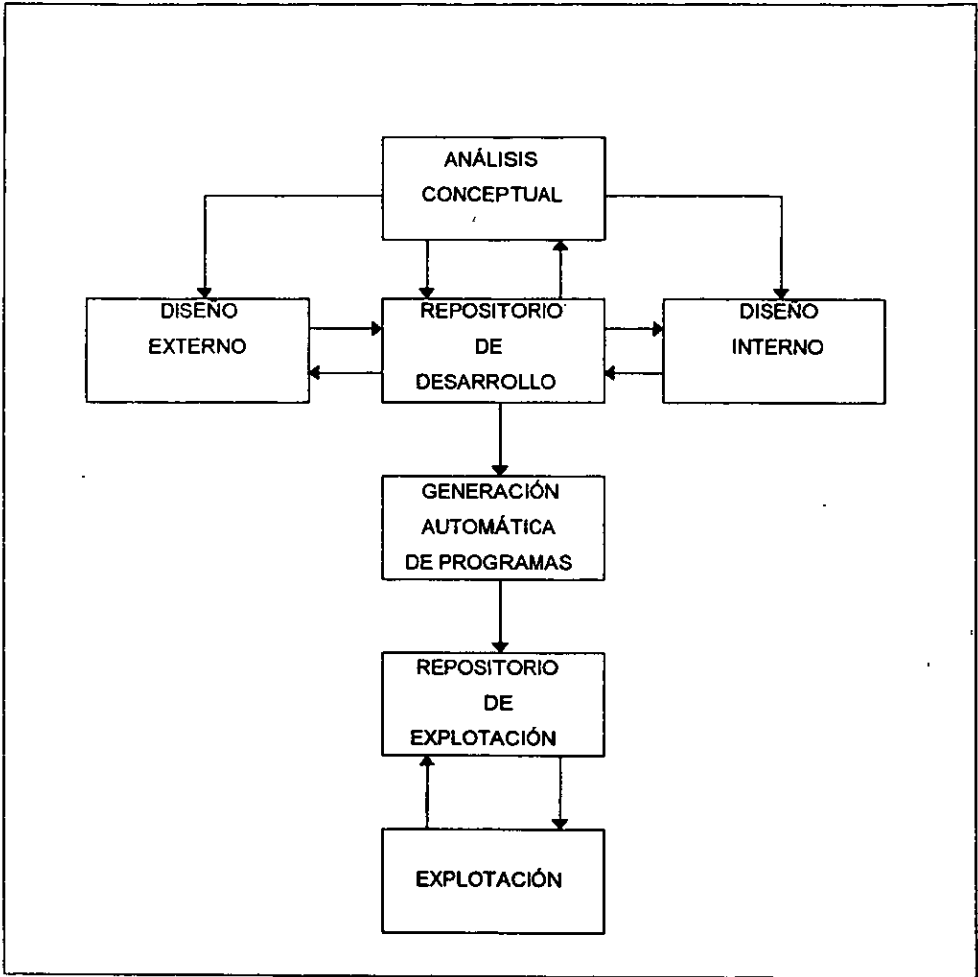 ANÁLISIS
CONCEPTUAL
DISEÑO
EXTERNO
REPOSITORIO
DE
DESARROLLO
DISEÑO
INTERNO
GENERACIÓN
AUTOMÁTICA
DE PROGRAMAS
REPOSITORIO
DE
EXPLOTACIÓN
EXPLOTACIÓN